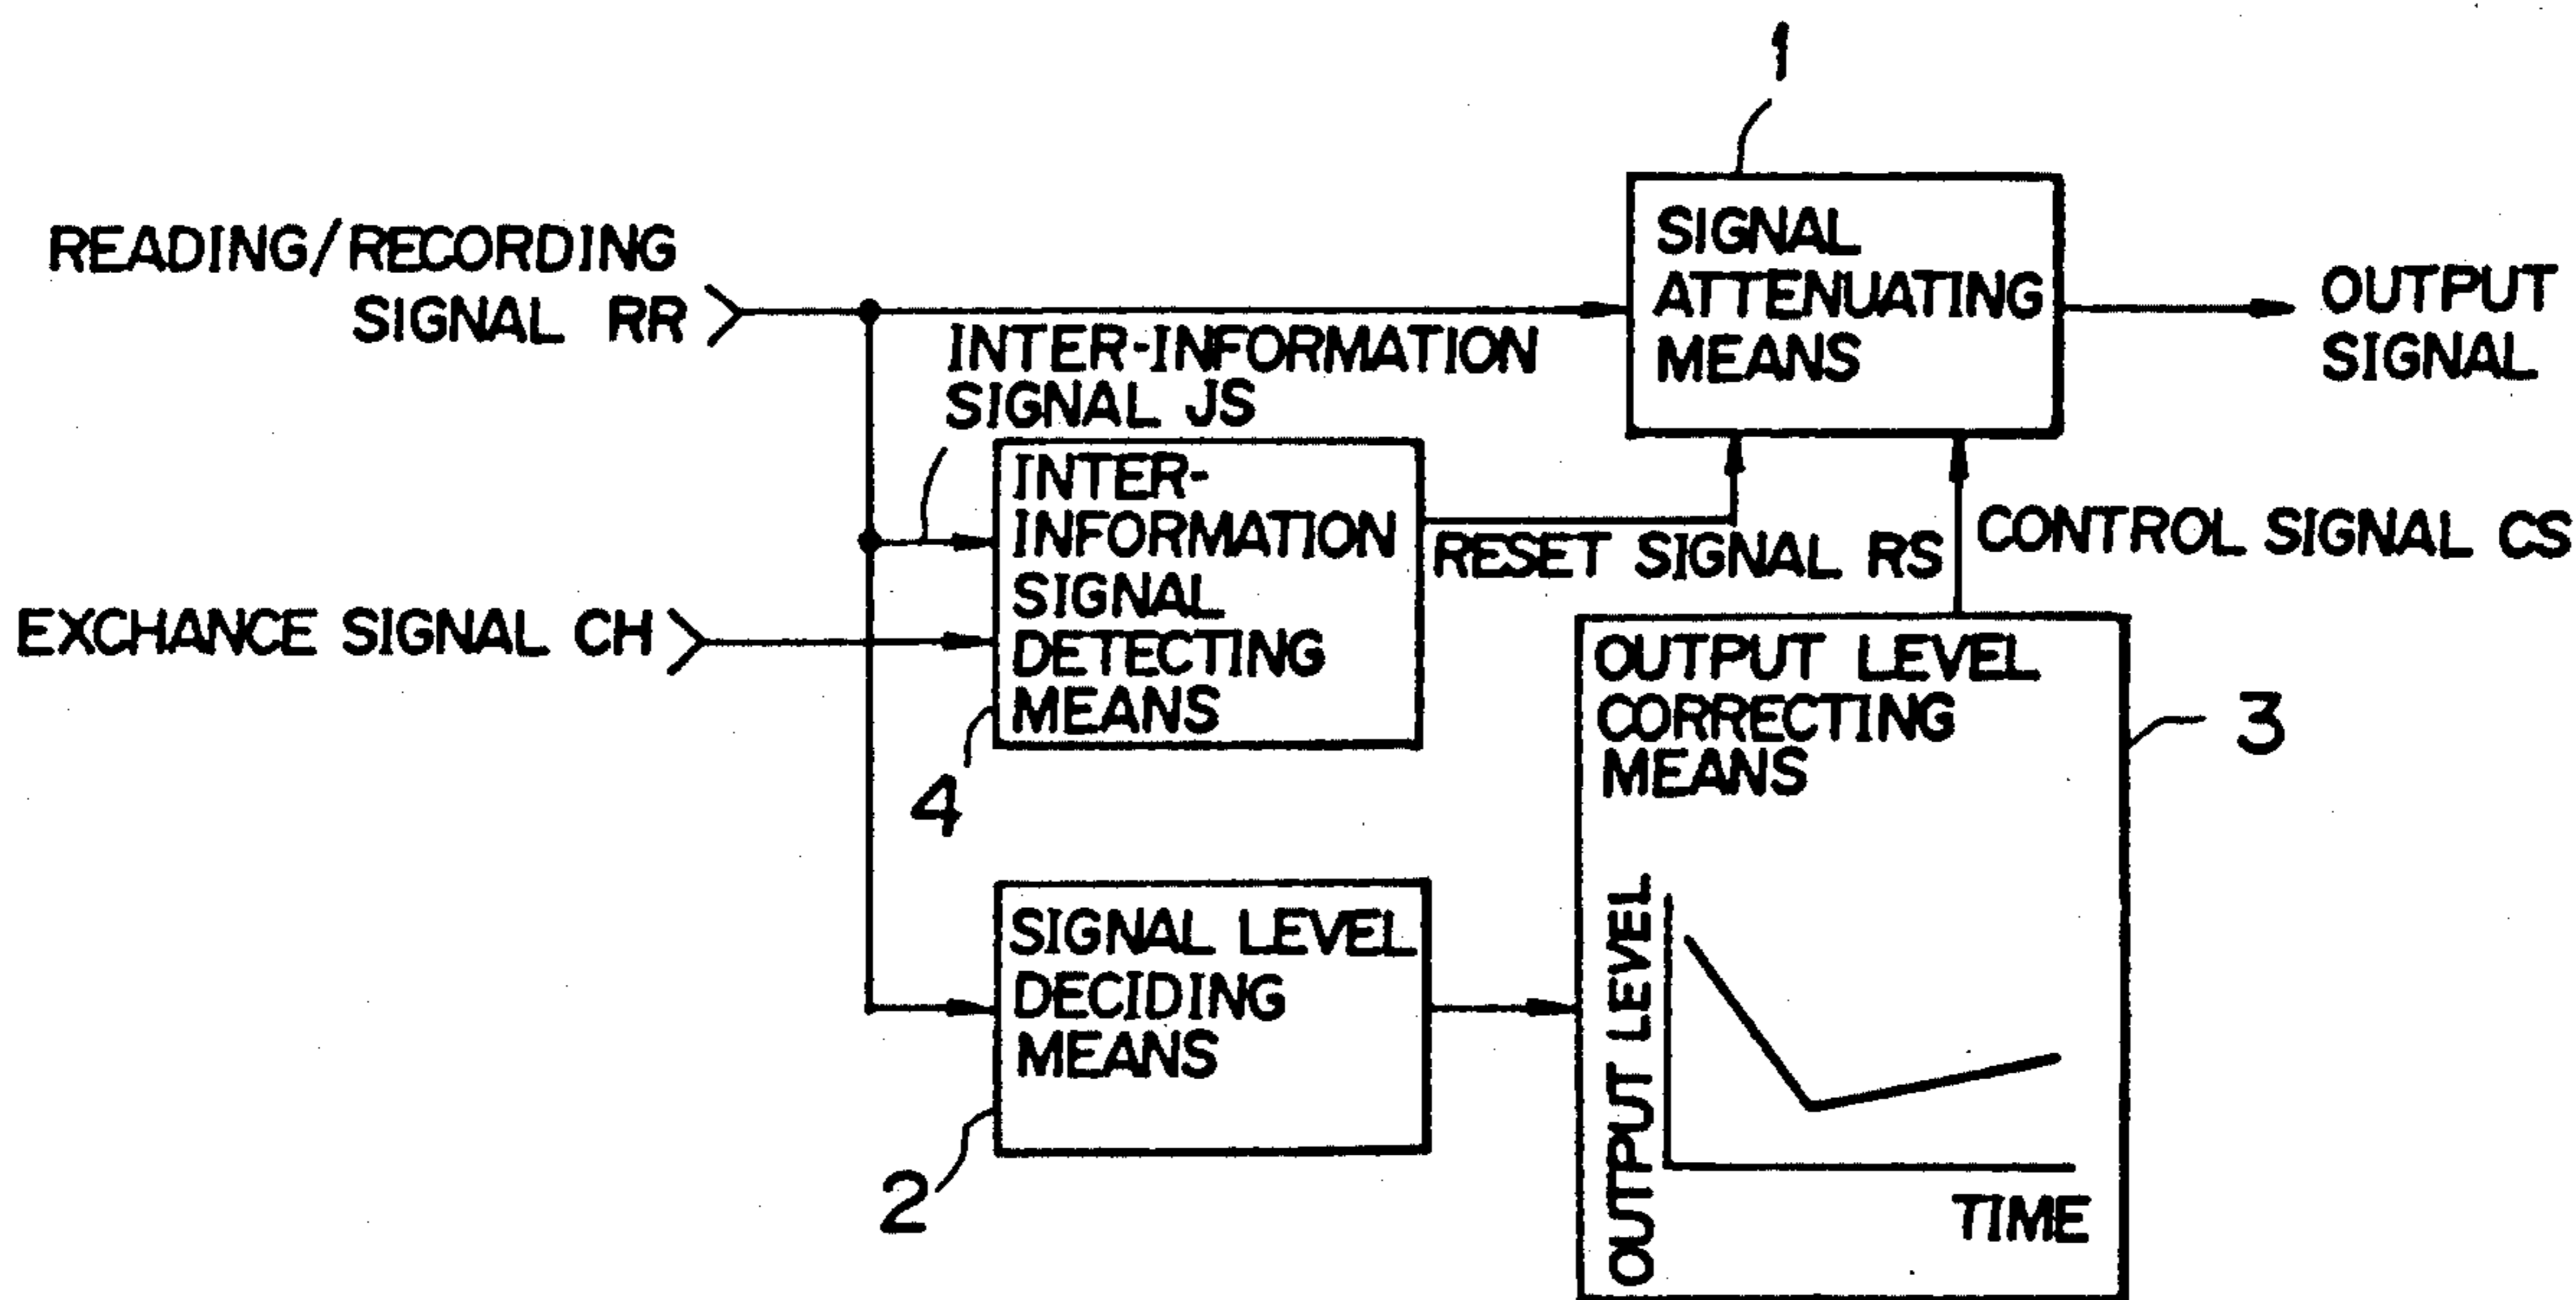 1
READING/RECORDING
SIGNAL RR
SIGNAL
ATTENUATING
MEANS
OUTPUT
SIGNAL
INTER-INFORMATION
SIGNAL JS
INTER-
INFORMATION
SIGNAL
DETECTING
MEANS
RESET SIGNAL RS
CONTROL SIGNAL CS
EXCHANCE SIGNAL CH
4
OUTPUT LEVEL
CORRECTING
MEANS
3
SIGNAL LEVEL
DECIDING
MEANS
2
OUTPUT LEVEL
TIME